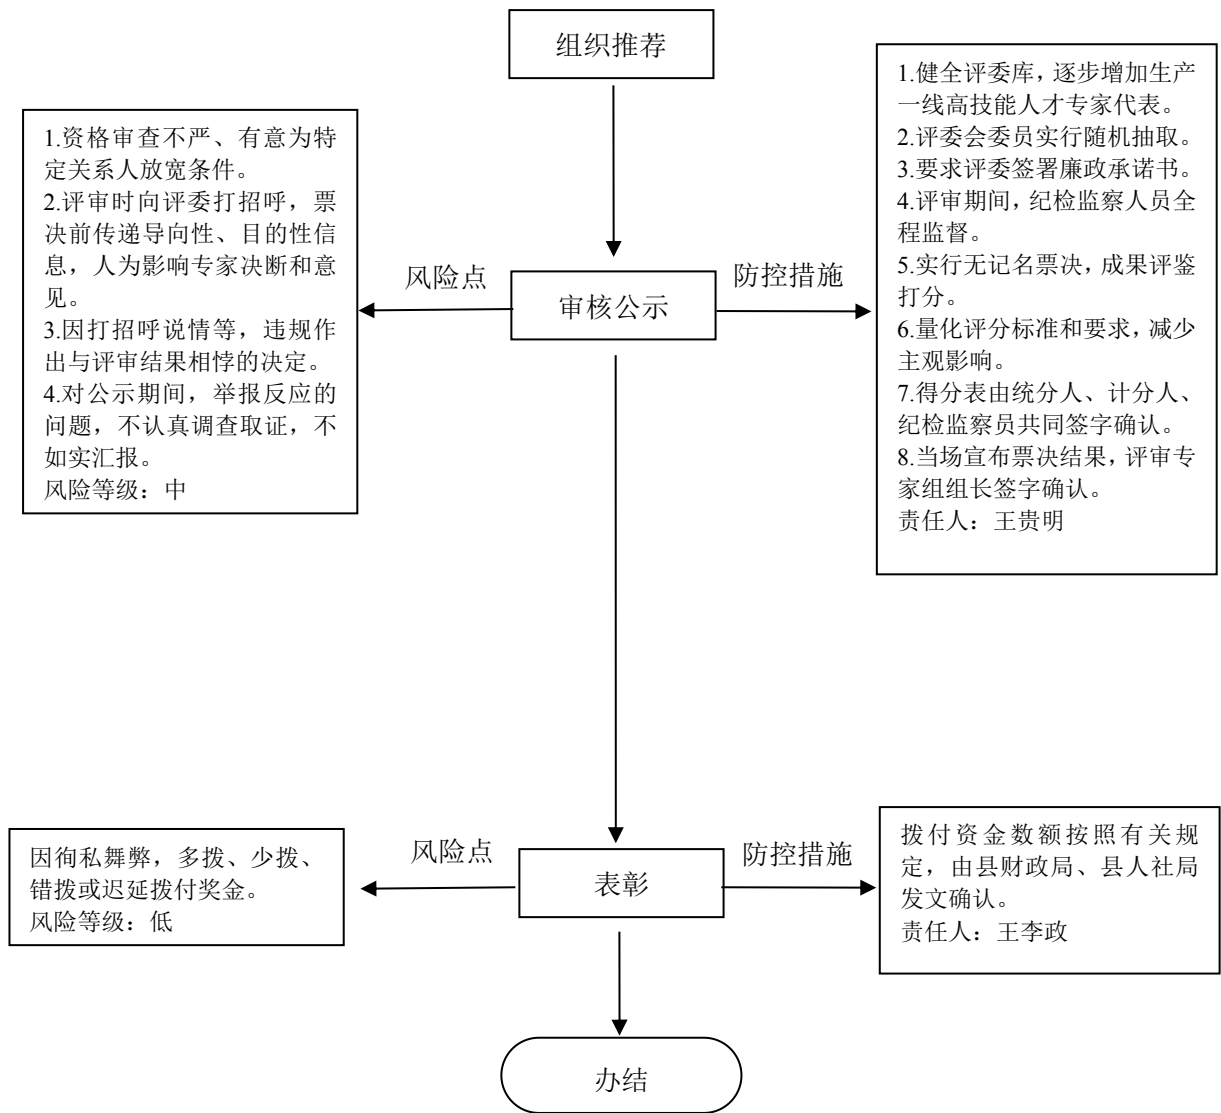 组织推荐
1.资格审查不严、有意为特
定关系人放宽条件。
2.评审时向评委打招呼，票
决前传递导向性、目的性信
息，人为影响专家决断和意
见。
3.因打招呼说情等，违规作
出与评审结果相悖的决定。
4.对公示期间，举报反应的
问题，不认真调查取证，不
如实汇报。
风险等级：中
风险点
审核公示
防控措施
1.健全评委库，逐步增加生产
一线高技能人才专家代表。
2.评委会委员实行随机抽取。
3.要求评委签署廉政承诺书。
4.评审期间，纪检监察人员全
程监督。
5.实行无记名票决，成果评鉴
打分。
6.量化评分标准和要求，减少
主观影响。
7.得分表由统分人、计分人、
纪检监察员共同签字确认。
8.当场宣布票决结果，评审专
家组组长签字确认。
责任人：王贵明
因徇私舞弊，多拨、少拨、
错拨或迟延拨付奖金。
风险等级：低
风险点
表彰
防控措施
拨付资金数额按照有关规
定，由县财政局、县人社局
发文确认。
责任人：王李政
办结